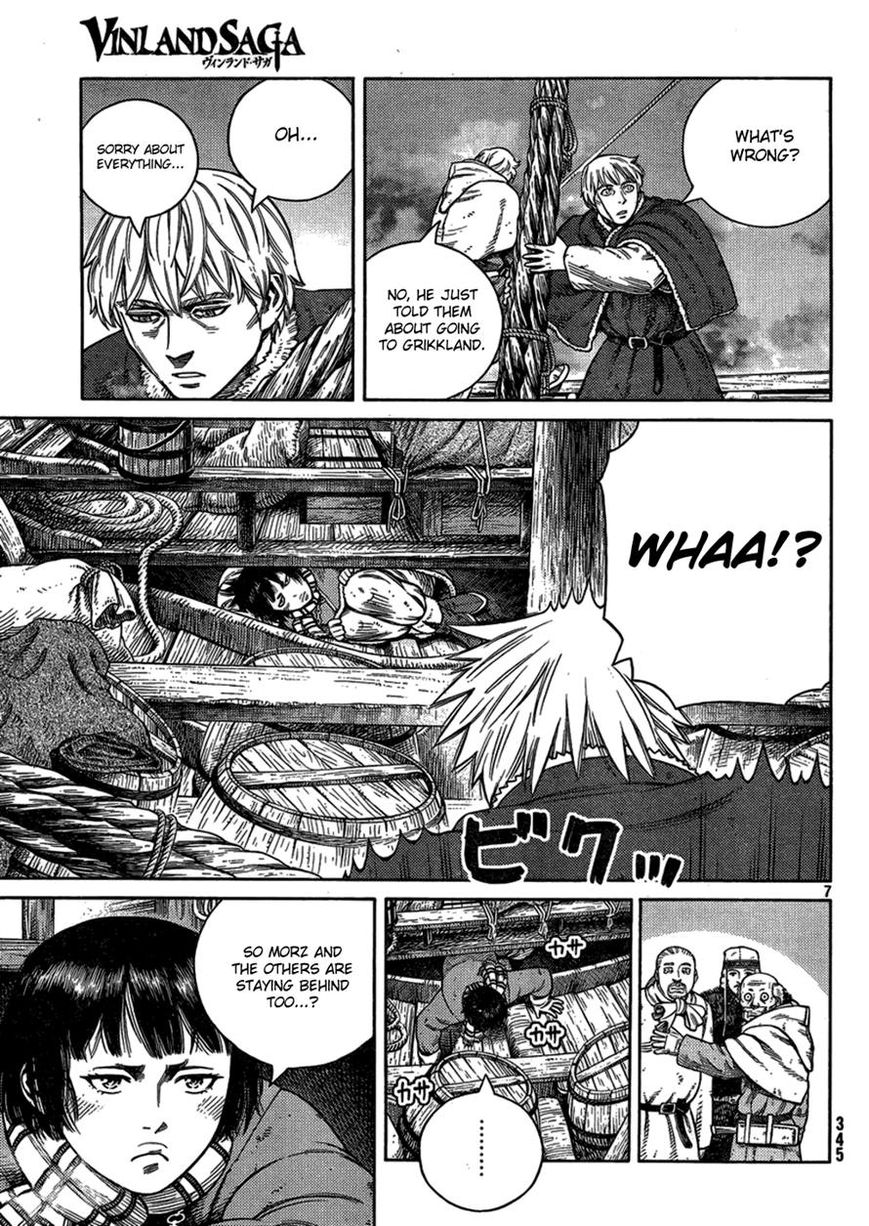 VINLAND SAGA
ヴィンランド・サガ
WHAT'S
WRONG?
NO, HE JUST
TOLD THEM
ABOUT GOING
TO GRIKKLAND.
OH...
SORRY ABOUT
EVERYTHING...
WHAA!?
ビクッ
7
カサ
カサ
カサ
.........
SO MORZ AND
THE OTHERS ARE
STAYING BEHIND
TOO...?
345